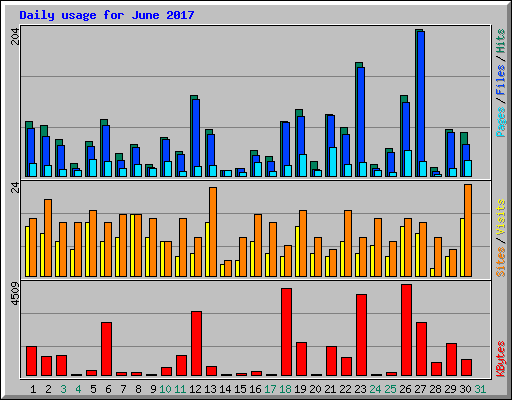 Daily usage for June 2017
204
Pages / Files / Hits
24
Sites / Visits
4509
KBytes
1 2 3 4 5 6 7 8 9 10 11 12 13 14 15 16 17 18 19 20 21 22 23 24 25 26 27 28 29 30 31